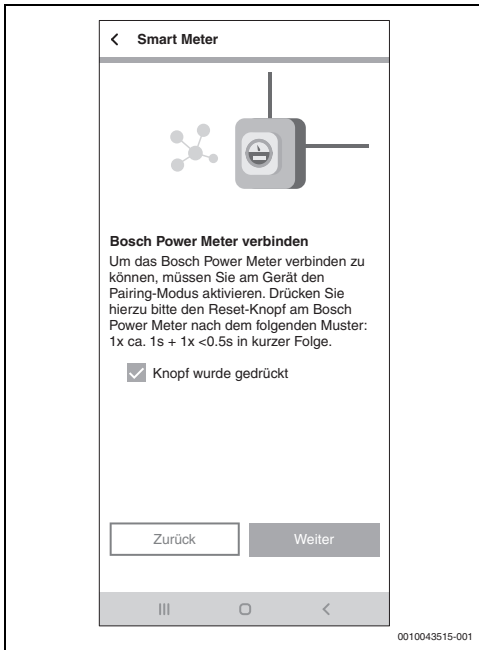 Smart Meter
Bosch Power Meter verbinden
Um das Bosch Power Meter verbinden zu
können, müssen Sie am Gerät den
Pairing-Modus aktivieren. Drücken Sie
hierzu bitte den Reset-Knopf am Bosch
Power Meter nach dem folgenden Muster:
1x ca. 1s + 1x <0.5s in kurzer Folge.
Knopf wurde gedrückt
Zurück Weiter
0010043515-001